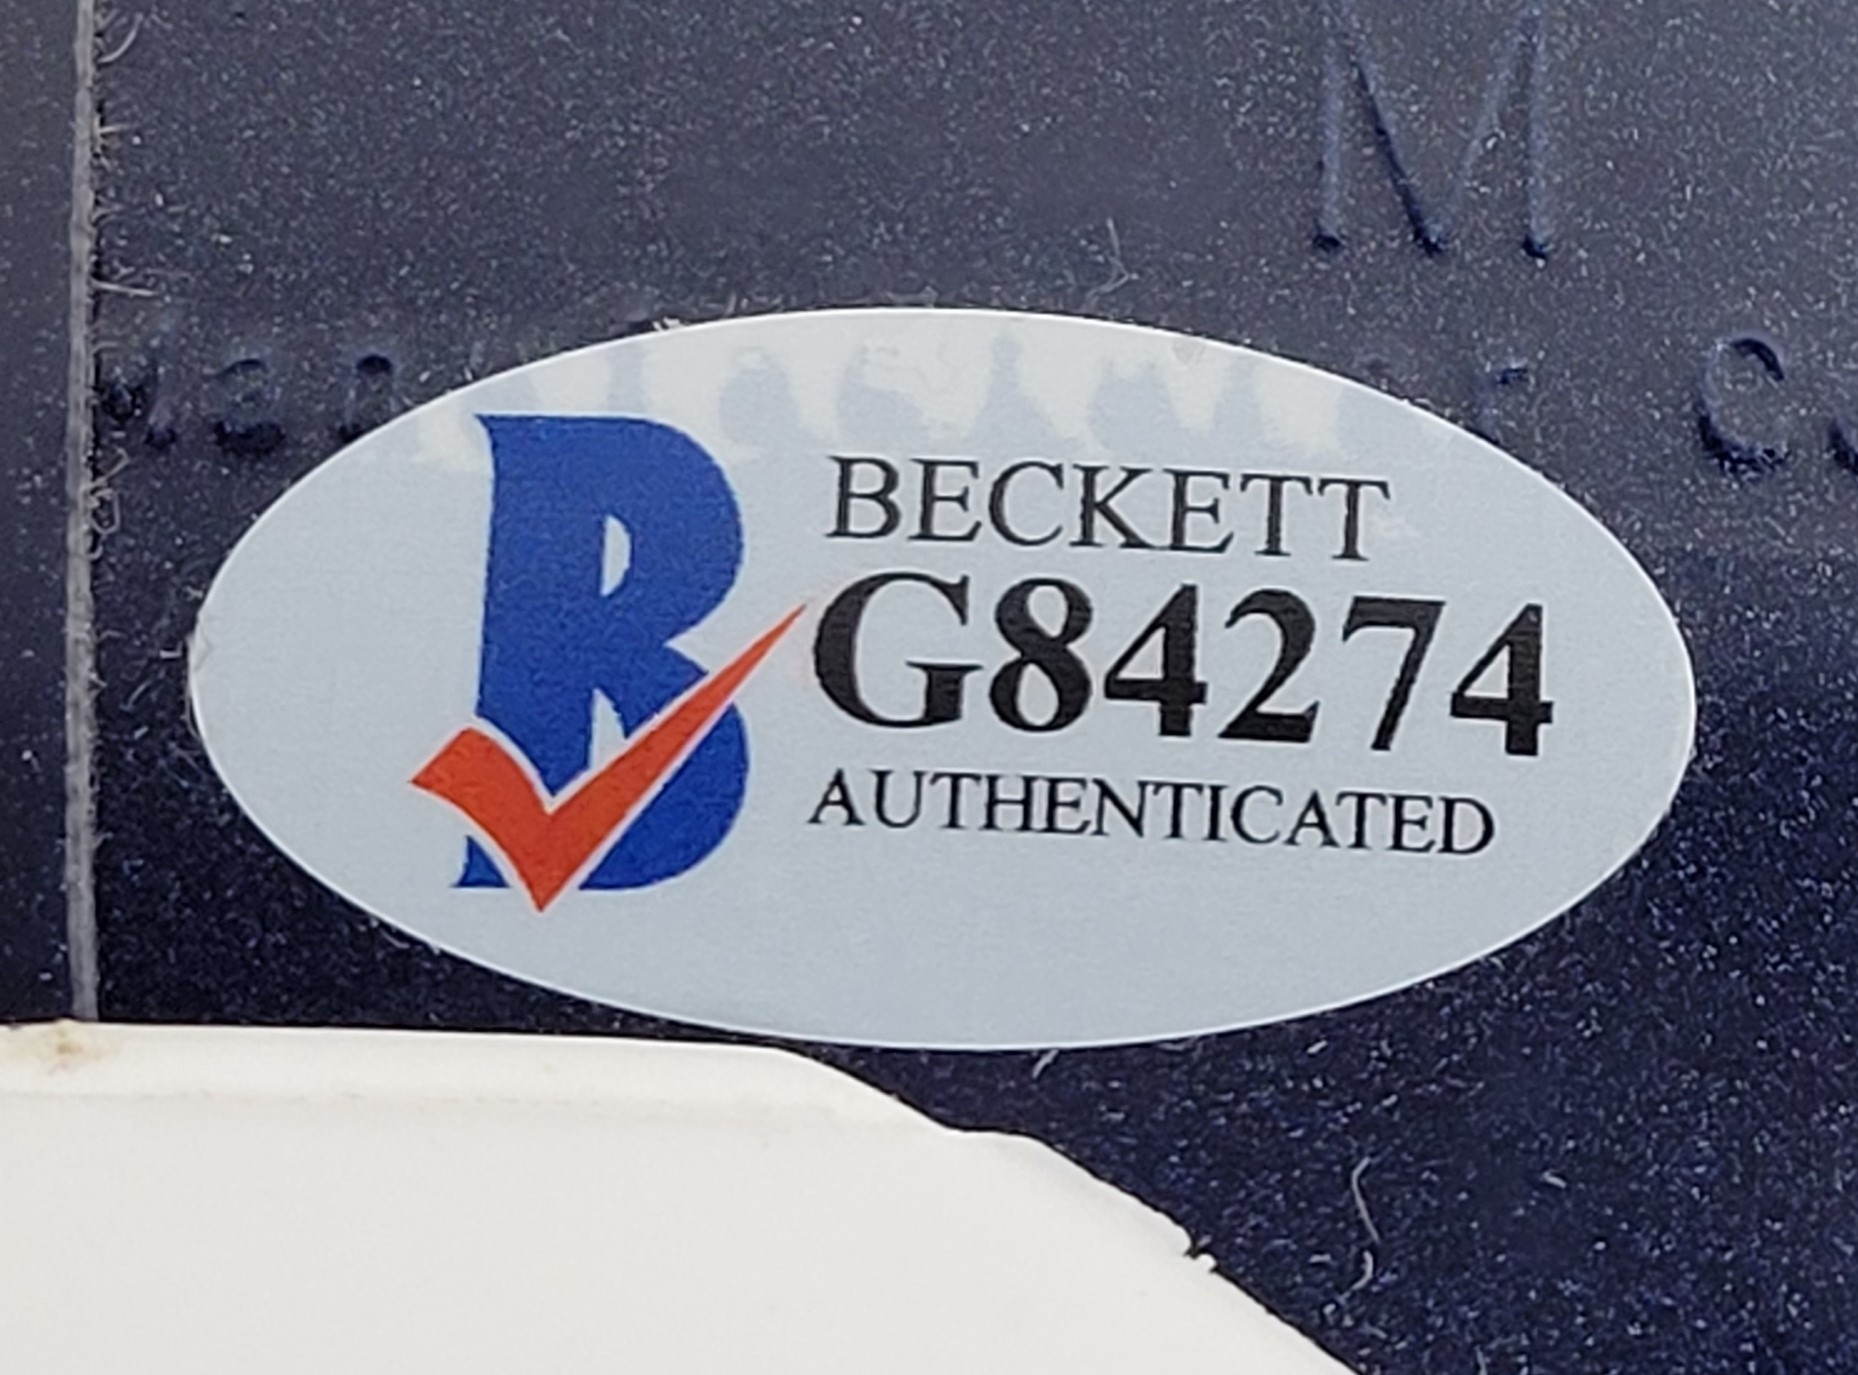 M
BECKETT
G84274
AUTHENTICATED